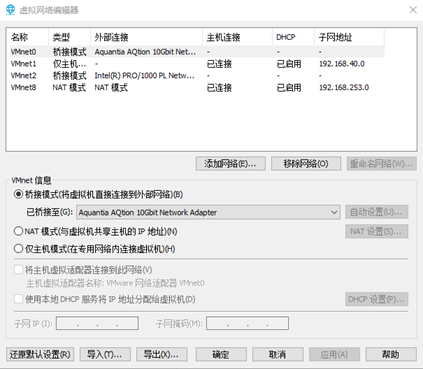 虚拟网络编辑器
名称 类型 外部连接 主机连接 DHCP 子网地址
VMnet0 桥接模式 Aquantia AQtion 10Gbit Net... - - -
VMnet1 仅主机... - 已连接 已启用 192.168.40.0
VMnet2 桥接模式 Intel(R) PRO/1000 PL Netw... - - -
VMnet8 NAT 模式 NAT 模式 已连接 已启用 192.168.253.0
添加网络(E)... 移除网络(O) 重命名网络(W)...
VMnet 信息
桥接模式(将虚拟机直接连接到外部网络)(B)
已桥接至(G): Aquantia AQtion 10Gbit Network Adapter 自动设置(U)...
NAT 模式(与虚拟机共享主机的 IP 地址)(N) NAT 设置(S)...
仅主机模式(在专用网络内连接虚拟机)(H)
将主机虚拟适配器连接到此网络(V)
主机虚拟适配器名称: VMware 网络适配器 VMnet0
使用本地 DHCP 服务将 IP 地址分配给虚拟机(D) DHCP 设置(P)...
子网 IP (I): . . . 子网掩码(M): . . .
还原默认设置(R) 导入(T)... 导出(X)... 确定 取消 应用(A) 帮助